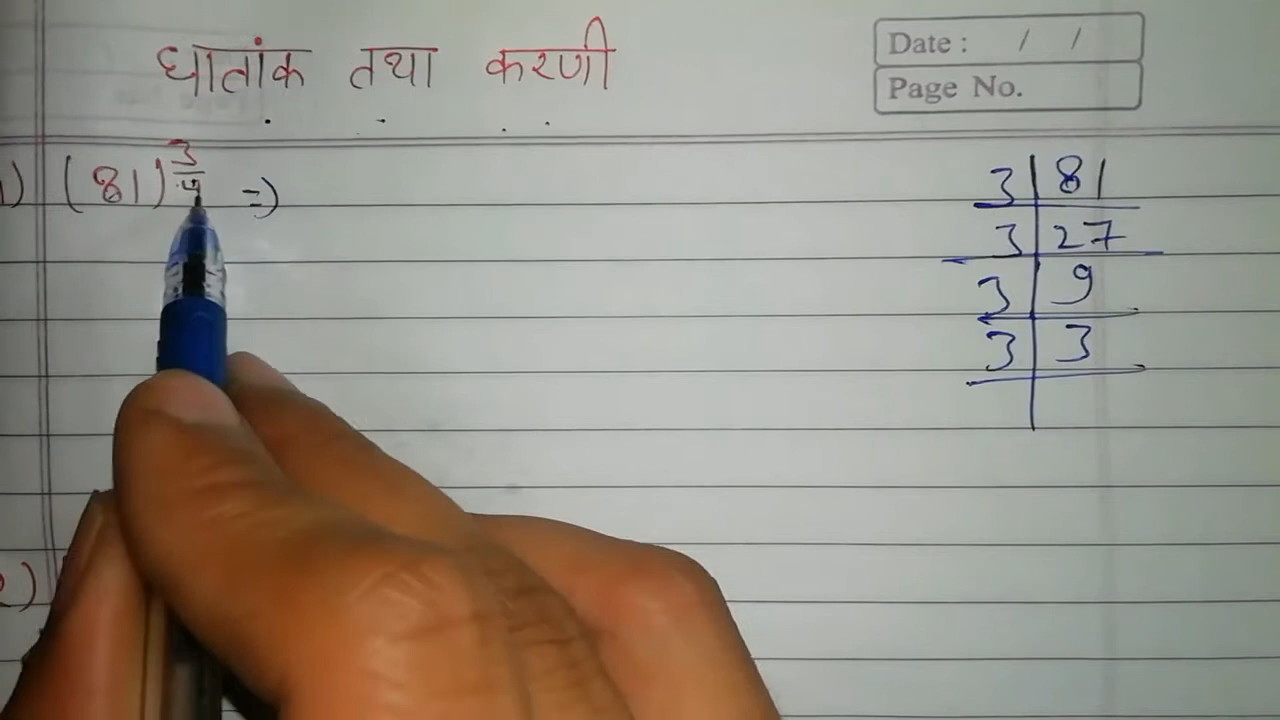 घातांक तथा करणी
Date : / /
Page No.
1) (81)^{3/4} =>
3 | 81
3 | 27
3 | 9
3 | 3
2)